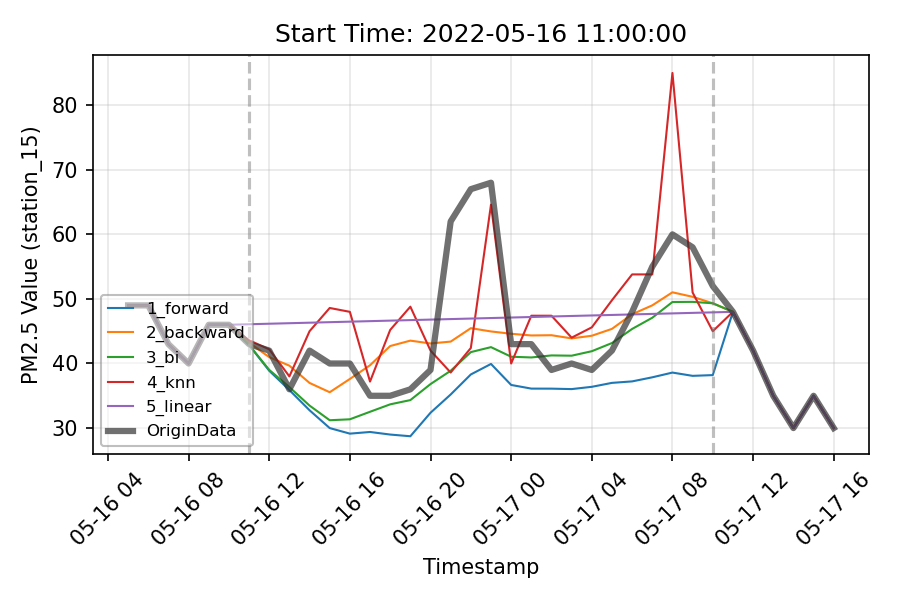 Start Time: 2022-05-16 11:00:00
PM2.5 Value (station_15)
80
70
60
50
40
30
1_forward
2_backward
3_bi
4_knn
5_linear
OriginData
05-16 04
05-16 08
05-16 12
05-16 16
05-16 20
05-17 00
05-17 04
05-17 08
05-17 12
05-17 16
Timestamp